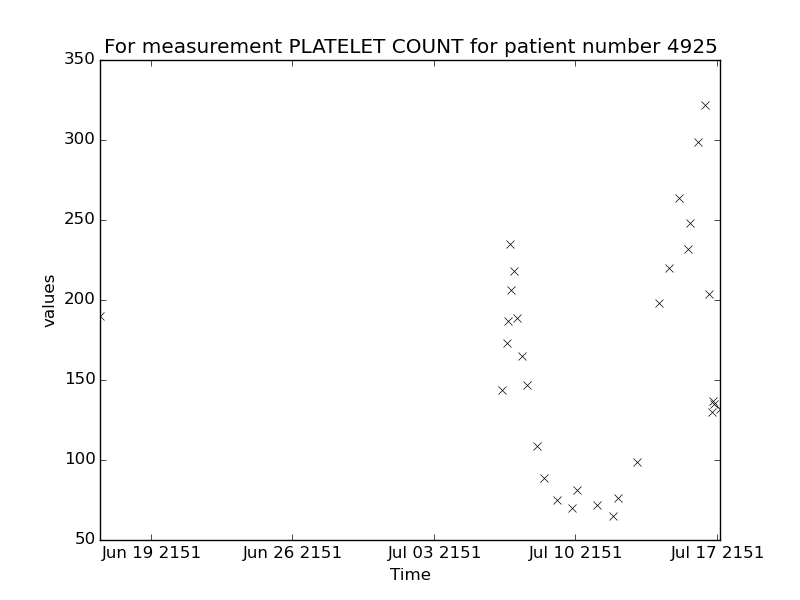 For measurement PLATELET COUNT for patient number 4925
350
300
250
200
150
100
50
values
Jun 19 2151
Jun 26 2151
Jul 03 2151
Jul 10 2151
Jul 17 2151
Time